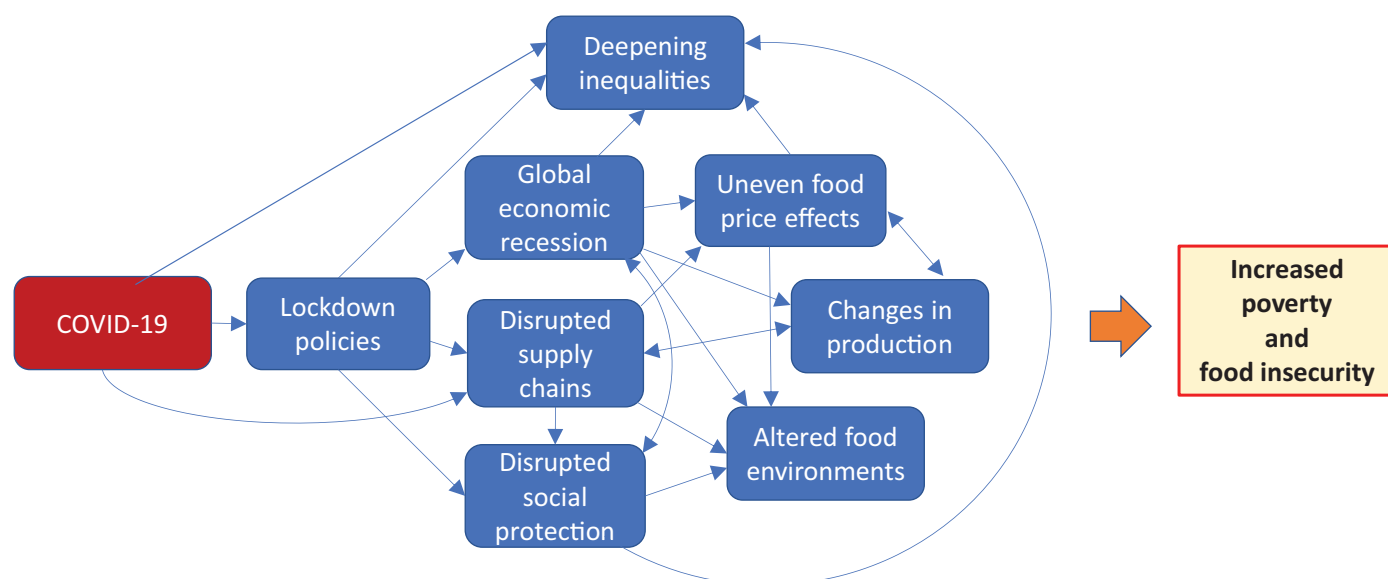 Deepening
inequalities
Global
economic
recession
Uneven food
price effects
COVID-19
Lockdown
policies
Disrupted
supply
chains
Changes in
production
Disrupted
social
protection
Altered food
environments
Increased
poverty
and
food insecurity